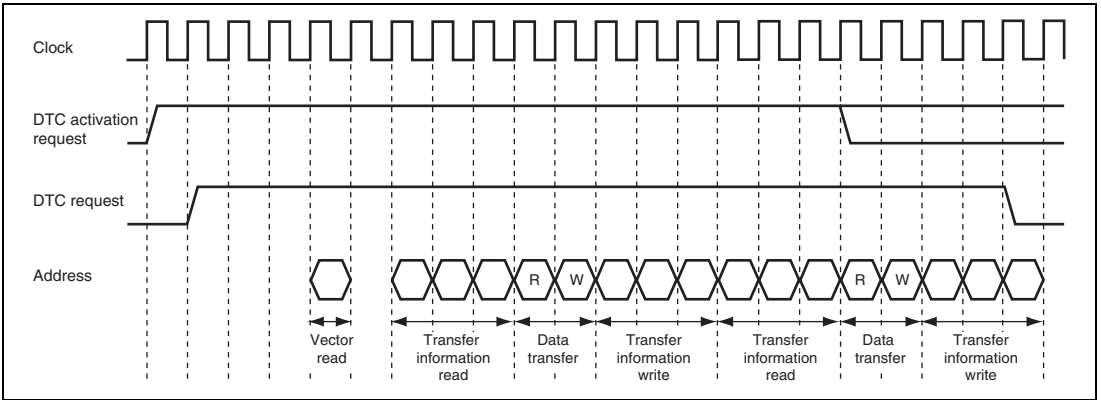 Clock
DTC activation
request
DTC request
Address
R W R W
Vector
read
Transfer
information
read
Data
transfer
Transfer
information
write
Transfer
information
read
Data
transfer
Transfer
information
write